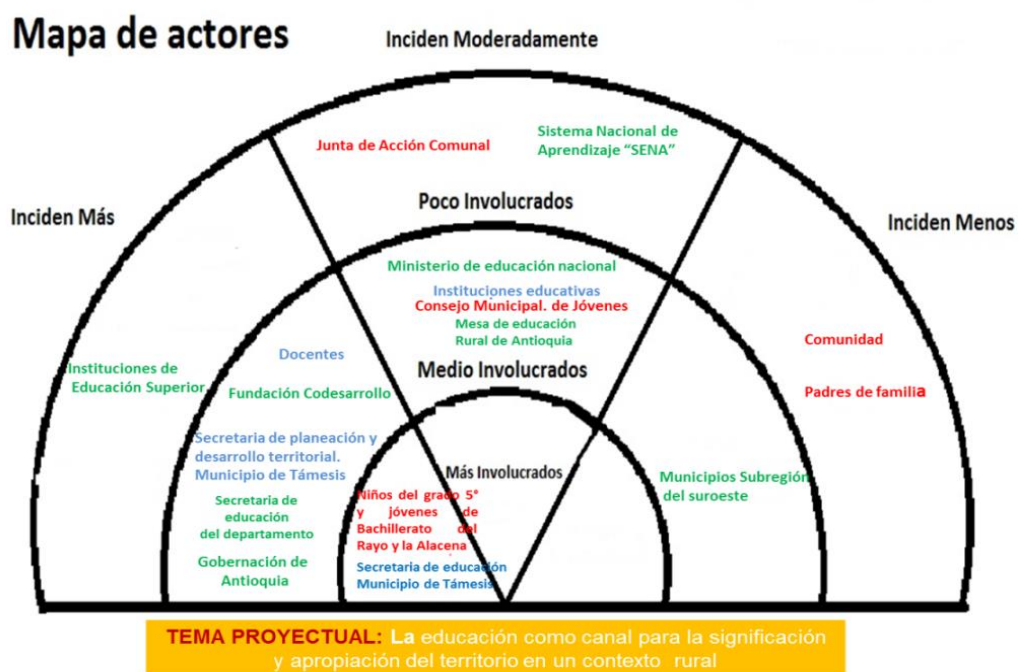 Mapa de actores
Inciden Moderadamente
Junta de Acción Comunal
Sistema Nacional de
Aprendizaje “SENA”
Poco Involucrados
Inciden Más
Inciden Menos
Ministerio de educación nacional
Instituciones educativas
Consejo Municipal. de Jóvenes
Mesa de educación
Rural de Antioquia
Medio Involucrados
Instituciones de
Educación Superior
Docentes
Fundación Codesarrollo
Secretaria de planeación y
desarrollo territorial.
Municipio de Támesis
Secretaria de
educación
del departamento
Gobernación de
Antioquia
Más Involucrados
Niños del grado 5°
y jóvenes de
Bachillerato del
Rayo y la Alacena
Secretaria de educación
Municipio de Támesis
Comunidad
Padres de familia
Municipios Subregión
del suroeste
TEMA PROYECTUAL: La educación como canal para la significación
y apropiación del territorio en un contexto rural